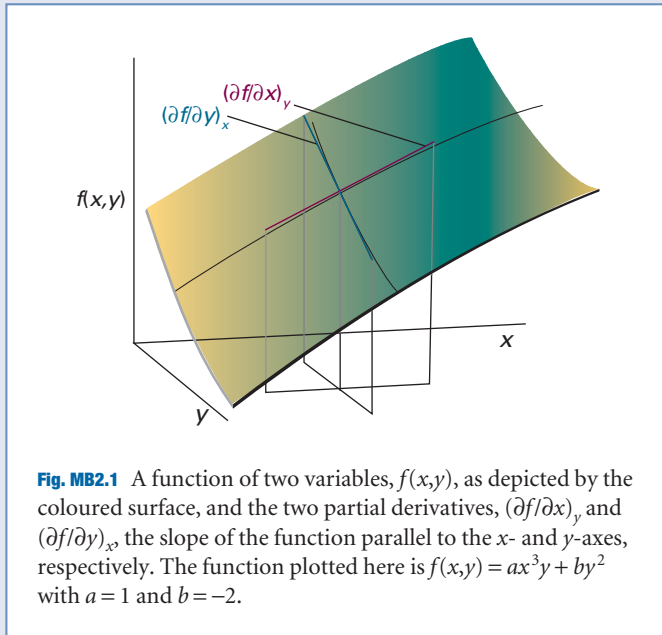 (∂f/∂x)y
(∂f/∂y)x
f(x,y)
x
y
Fig. MB2.1 A function of two variables, f(x,y), as depicted by the
coloured surface, and the two partial derivatives, (∂f/∂x)y and
(∂f/∂y)x, the slope of the function parallel to the x- and y-axes,
respectively. The function plotted here is f(x,y) = ax³y + by²
with a = 1 and b = −2.